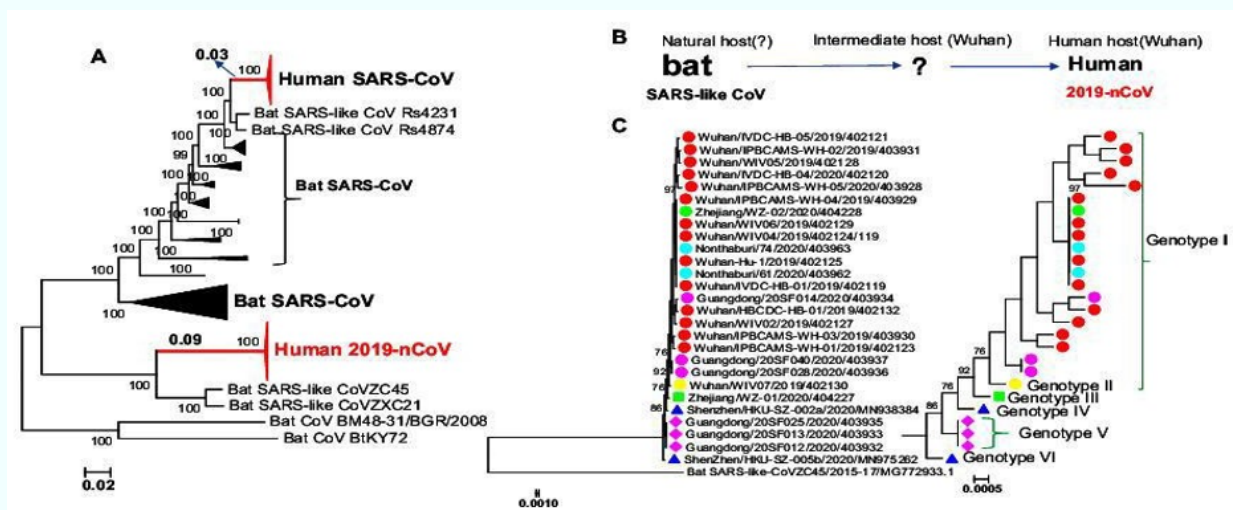 A
0.03
100
Human SARS-CoV
100
Bat SARS-like CoV Rs4231
Bat SARS-like CoV Rs4874
100
100
100
99
100
100
100
100
100
100
100
100
100
100
100
Bat SARS-CoV
Bat SARS-CoV
100
0.09
100
Human 2019-nCoV
100
Bat SARS-like CoVZC45
100
Bat SARS-like CoVZXC21
Bat CoV BM48-31/BGR/2008
100
Bat CoV BtKY72
0.02
B
Natural host(?)
Intermediate host (Wuhan)
Human host(Wuhan)
bat
?
Human
SARS-like CoV
2019-nCoV
C
Wuhan/IVDC-HB-05/2019/402121
Wuhan/IPBCAMS-WH-02/2019/403931
Wuhan/WIV05/2019/402128
Wuhan/IVDC-HB-04/2020/402120
Wuhan/IPBCAMS-WH-05/2020/403928
97
Wuhan/IPBCAMS-WH-04/2019/403929
Zhejiang/WZ-02/2020/404228
Wuhan/WIV06/2019/402129
Wuhan/WIV04/2019/402124/119
Nonthaburi/74/2020/403963
Wuhan-Hu-1/2019/402125
Nonthaburi/61/2020/403962
Wuhan/IVDC-HB-01/2019/402119
Guangdong/20SF014/2020/403934
Wuhan/HBCDC-HB-01/2019/402132
Wuhan/WIV02/2019/402127
Wuhan/IPBCAMS-WH-03/2019/403930
Wuhan/IPBCAMS-WH-01/2019/402123
76
Guangdong/20SF040/2020/403937
92
Guangdong/20SF028/2020/403936
76
Wuhan/WIV07/2019/402130
Zhejiang/WZ-01/2020/404227
86
Shenzhen/HKU-SZ-002a/2020/MN938384
Guangdong/20SF025/2020/403935
Guangdong/20SF013/2020/403933
Guangdong/20SF012/2020/403932
ShenZhen/HKU-SZ-005b/2020/MN975262
Bat SARS-like-CoVZC45/2015-17/MG772933.1
0.0010
97
Genotype I
76
92
Genotype II
76
Genotype III
86
Genotype IV
Genotype V
Genotype VI
0.0005